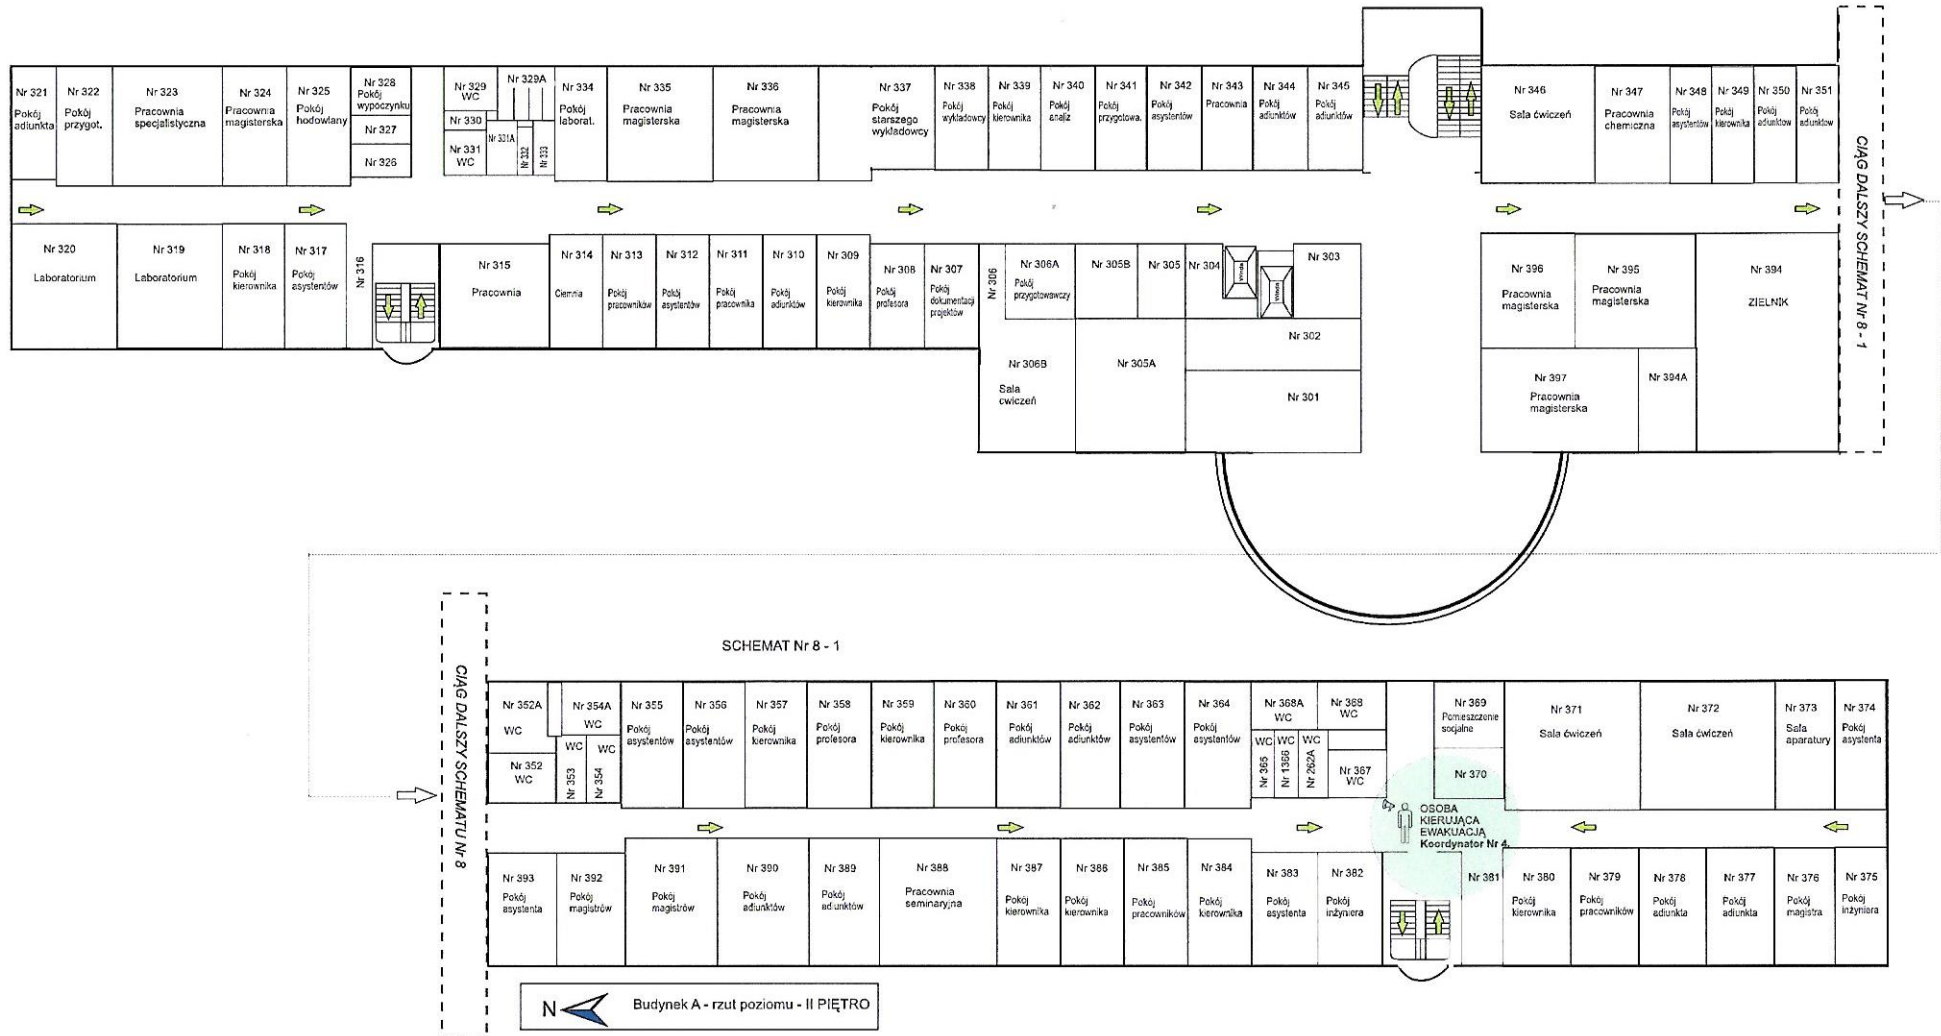 Nr 321
Pokój
adiunkta
Nr 322
Pokój
przygot.
Nr 323
Pracownia
specjalistyczna
Nr 324
Pracownia
magisterska
Nr 325
Pokój
hodowlany
Nr 328
Pokój
wypoczynku
Nr 327
Nr 326
Nr 329
WC
Nr 329A
Nr 330
Nr 331
WC
Nr 331A
Nr 332
Nr 333
Nr 334
Pokój
laborat.
Nr 335
Pracownia
magisterska
Nr 336
Pracownia
magisterska
Nr 337
Pokój
starszego
wykładowcy
Nr 338
Pokój
wykładowcy
Nr 339
Pokój
kierownika
Nr 340
Pokój
analiz
Nr 341
Pokój
przygotowa.
Nr 342
Pokój
asystentów
Nr 343
Pracownia
Nr 344
Pokój
adiunktów
Nr 345
Pokój
adiunktów
Nr 346
Sala ćwiczeń
Nr 347
Pracownia
chemiczna
Nr 348
Pokój
asystentów
Nr 349
Pokój
kierownika
Nr 350
Pokój
adiunktow
Nr 351
Pokój
adiunktow
CIĄG DALSZY SCHEMAT Nr 8 - 1
Nr 320
Laboratorium
Nr 319
Laboratorium
Nr 318
Pokój
kierownika
Nr 317
Pokój
asystentów
Nr 316
Nr 315
Pracownia
Nr 314
Ciemnia
Nr 313
Pokój
pracowników
Nr 312
Pokój
asystentów
Nr 311
Pokój
pracownika
Nr 310
Pokój
adiunktów
Nr 309
Pokój
kierownika
Nr 308
Pokój
profesora
Nr 307
Pokój
dokumentacji
projektów
Nr 306
Nr 306A
Pokój
przygotowawczy
Nr 305B
Nr 305
Nr 304
Winda
Winda
Nr 303
Nr 302
Nr 306B
Sala
ćwiczeń
Nr 305A
Nr 301
Nr 396
Pracownia
magisterska
Nr 395
Pracownia
magisterska
Nr 394
ZIELNIK
Nr 397
Pracownia
magisterska
Nr 394A
SCHEMAT Nr 8 - 1
CIĄG DALSZY SCHEMATU Nr 8
Nr 352A
WC
Nr 352
WC
Nr 354A
WC
WC
Nr 353
WC
Nr 354
Nr 355
Pokój
asystentów
Nr 356
Pokój
asystentów
Nr 357
Pokój
kierownika
Nr 358
Pokój
profesora
Nr 359
Pokój
kierownika
Nr 360
Pokój
profesora
Nr 361
Pokój
adiunktów
Nr 362
Pokój
adiunktów
Nr 363
Pokój
asystentów
Nr 364
Pokój
asystentów
Nr 368A
WC
Nr 368
WC
WC
Nr 365
WC
Nr 1366
WC
Nr 262A
Nr 367
WC
Nr 369
Pomieszczenie
socjalne
Nr 370
Nr 371
Sala ćwiczeń
Nr 372
Sala ćwiczeń
Nr 373
Sala
aparatury
Nr 374
Pokój
asystenta
OSOBA
KIERUJĄCA
EWAKUACJĄ
Koordynator Nr 4.
Nr 393
Pokój
asystenta
Nr 392
Pokój
magistrów
Nr 391
Pokój
magistrów
Nr 390
Pokój
adiunktów
Nr 389
Pokój
adiunktów
Nr 388
Pracownia
seminaryjna
Nr 387
Pokój
kierownika
Nr 386
Pokój
kierownika
Nr 385
Pokój
pracowników
Nr 384
Pokój
kierownika
Nr 383
Pokój
asystenta
Nr 382
Pokój
inżyniera
Nr 381
Nr 380
Pokój
kierownika
Nr 379
Pokój
pracowników
Nr 378
Pokój
adiunkta
Nr 377
Pokój
adiunkta
Nr 376
Pokój
magistra
Nr 375
Pokój
inżyniera
N
Budynek A - rzut poziomu - II PIĘTRO